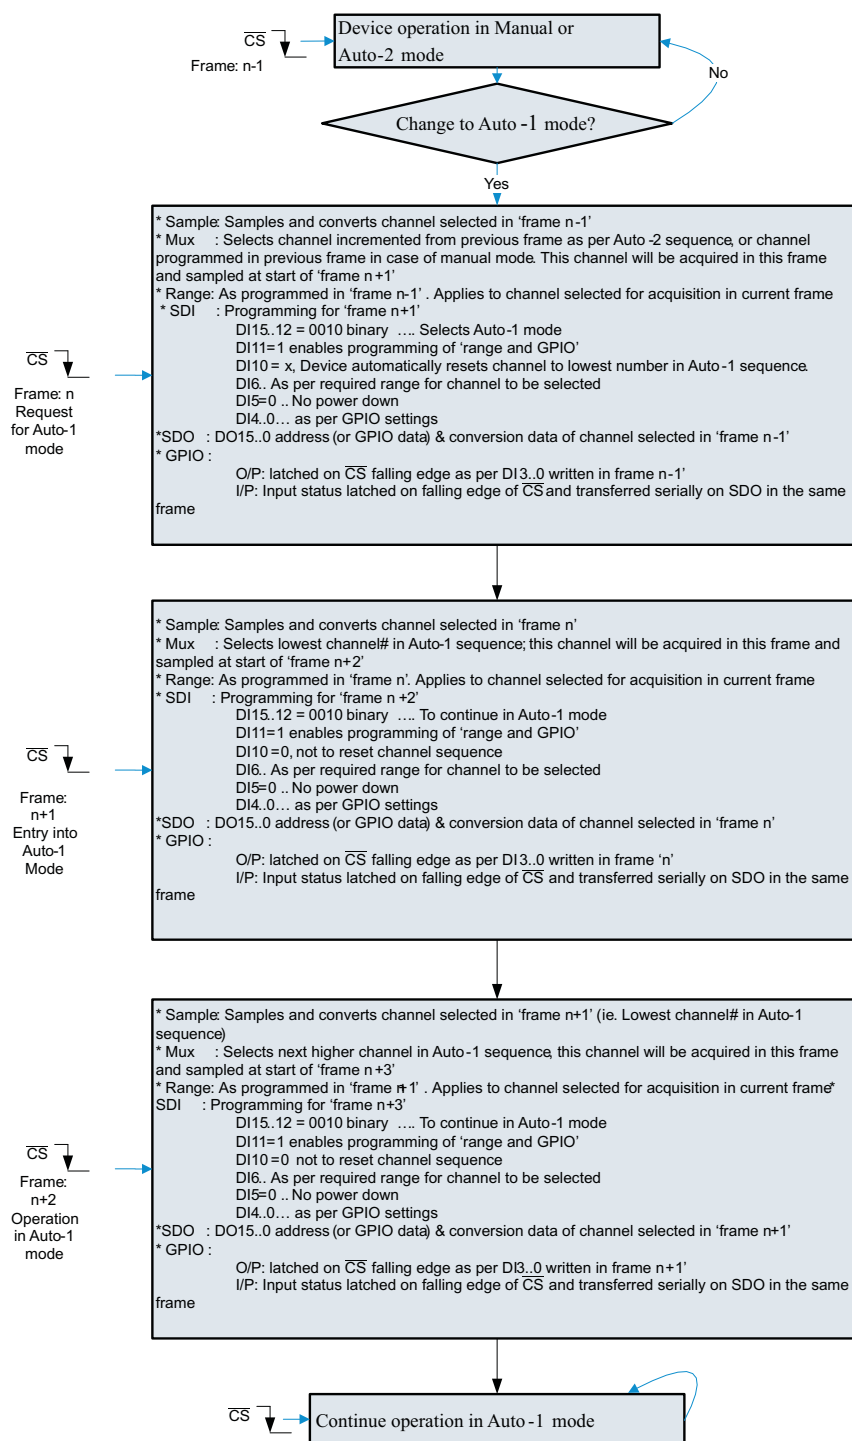 Device operation in Manual or
Auto-2 mode
CS
Frame: n-1
No
Change to Auto -1 mode?
Yes
* Sample: Samples and converts channel selected in ‘frame n-1’
* Mux : Selects channel incremented from previous frame as per Auto -2 sequence, or channel
programmed in previous frame in case of manual mode. This channel will be acquired in this frame
and sampled at start of ‘frame n+1’
* Range: As programmed in ‘frame n-1’ . Applies to channel selected for acquisition in current frame
* SDI : Programming for ‘frame n+1’
DI15..12 = 0010 binary …. Selects Auto-1 mode
DI11=1 enables programming of ‘range and GPIO’
DI10 = x, Device automatically resets channel to lowest number in Auto-1 sequence.
DI6.. As per required range for channel to be selected
DI5=0 .. No power down
DI4..0… as per GPIO settings
*SDO : DO15..0 address (or GPIO data) & conversion data of channel selected in ‘frame n-1’
* GPIO :
O/P: latched on CS falling edge as per DI3..0 written in frame n-1’
I/P: Input status latched on falling edge of CS and transferred serially on SDO in the same
frame
CS
Frame: n
Request
for Auto-1
mode
* Sample: Samples and converts channel selected in ‘frame n’
* Mux : Selects lowest channel# in Auto-1 sequence; this channel will be acquired in this frame and
sampled at start of ‘frame n+2’
* Range: As programmed in ‘frame n’. Applies to channel selected for acquisition in current frame
* SDI : Programming for ‘frame n +2’
DI15..12 = 0010 binary …. To continue in Auto-1 mode
DI11=1 enables programming of ‘range and GPIO’
DI10 =0, not to reset channel sequence
DI6.. As per required range for channel to be selected
DI5=0 .. No power down
DI4..0… as per GPIO settings
*SDO : DO15..0 address (or GPIO data) & conversion data of channel selected in ‘frame n’
* GPIO :
O/P: latched on CS falling edge as per DI3..0 written in frame ‘n’
I/P: Input status latched on falling edge of CS and transferred serially on SDO in the same
frame
CS
Frame:
n+1
Entry into
Auto-1
Mode
* Sample: Samples and converts channel selected in ‘frame n+1’ (ie. Lowest channel# in Auto-1
sequence)
* Mux : Selects next higher channel in Auto-1 sequence, this channel will be acquired in this frame
and sampled at start of ‘frame n+3’
* Range: As programmed in ‘frame n+1’ . Applies to channel selected for acquisition in current frame*
SDI : Programming for ‘frame n+3’
DI15..12 = 0010 binary …. To continue in Auto-1 mode
DI11=1 enables programming of ‘range and GPIO’
DI10 =0 not to reset channel sequence
DI6.. As per required range for channel to be selected
DI5=0 .. No power down
DI4..0… as per GPIO settings
*SDO : DO15..0 address (or GPIO data) & conversion data of channel selected in ‘frame n+1’
* GPIO :
O/P: latched on CS falling edge as per DI3..0 written in frame n+1’
I/P: Input status latched on falling edge of CS and transferred serially on SDO in the same
frame
CS
Frame:
n+2
Operation
in Auto-1
mode
CS
Continue operation in Auto -1 mode